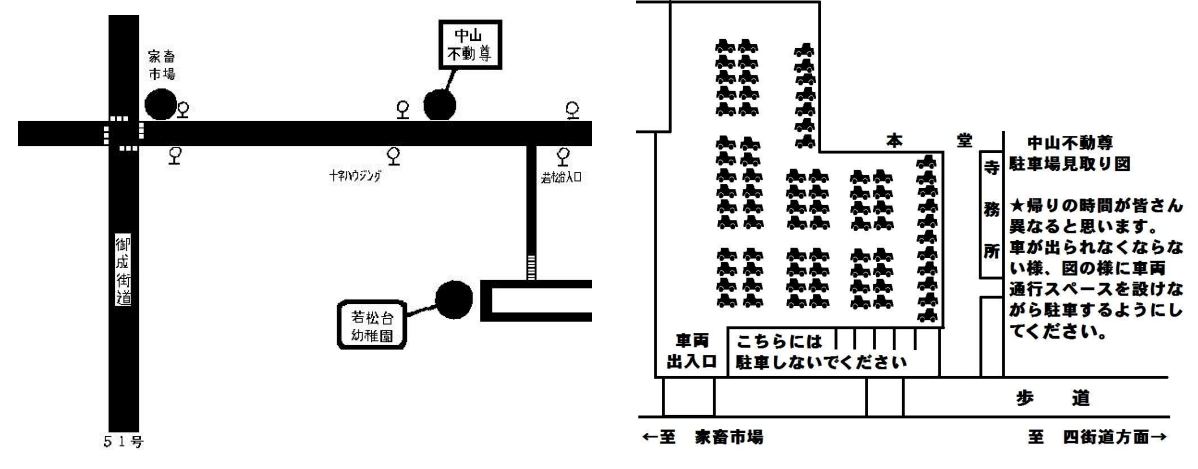 家畜
市場
中山
不動尊
十字ハウジング
若松台入口
御成街道
若松台
幼稚園
51号
本堂
寺務所
中山不動尊
駐車場見取り図
★帰りの時間が皆さん
異なると思います。
車が出られなくならな
い様、図の様に車両
通行スペースを設けな
がら駐車するようにし
てください。
車両
出入口
こちらには
駐車しないでください
歩道
←至 家畜市場
至 四街道方面→